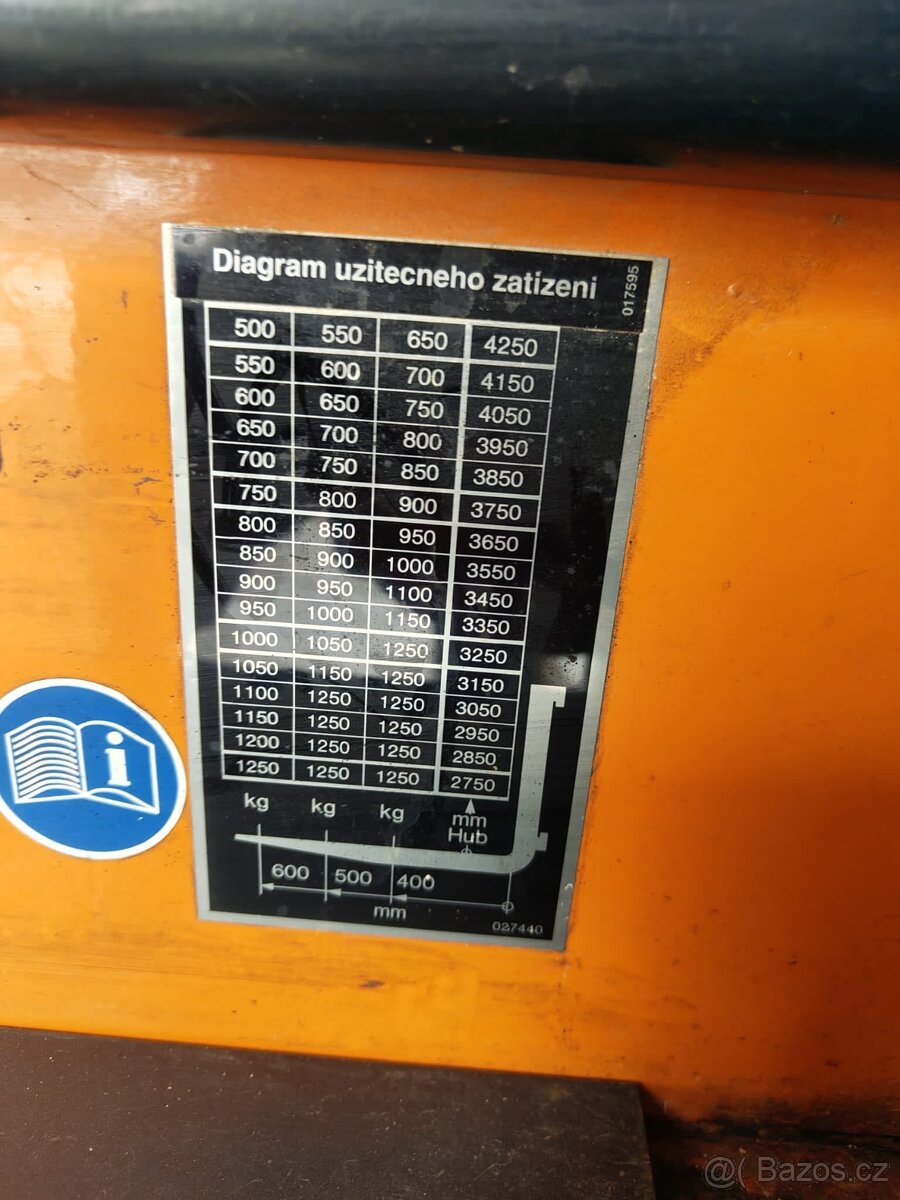 Diagram uzitecneho zatizeni
017595
500 550 650 4250
550 600 700 4150
600 650 750 4050
650 700 800 3950
700 750 850 3850
750 800 900 3750
800 850 950 3650
850 900 1000 3550
900 950 1100 3450
950 1000 1150 3350
1000 1050 1250 3250
1050 1150 1250 3150
1100 1250 1250 3050
1150 1250 1250 2950
1200 1250 1250 2850
1250 1250 1250 2750
kg kg kg mm
Hub
600 500 400
mm
027440
i
@( Bazos.cz